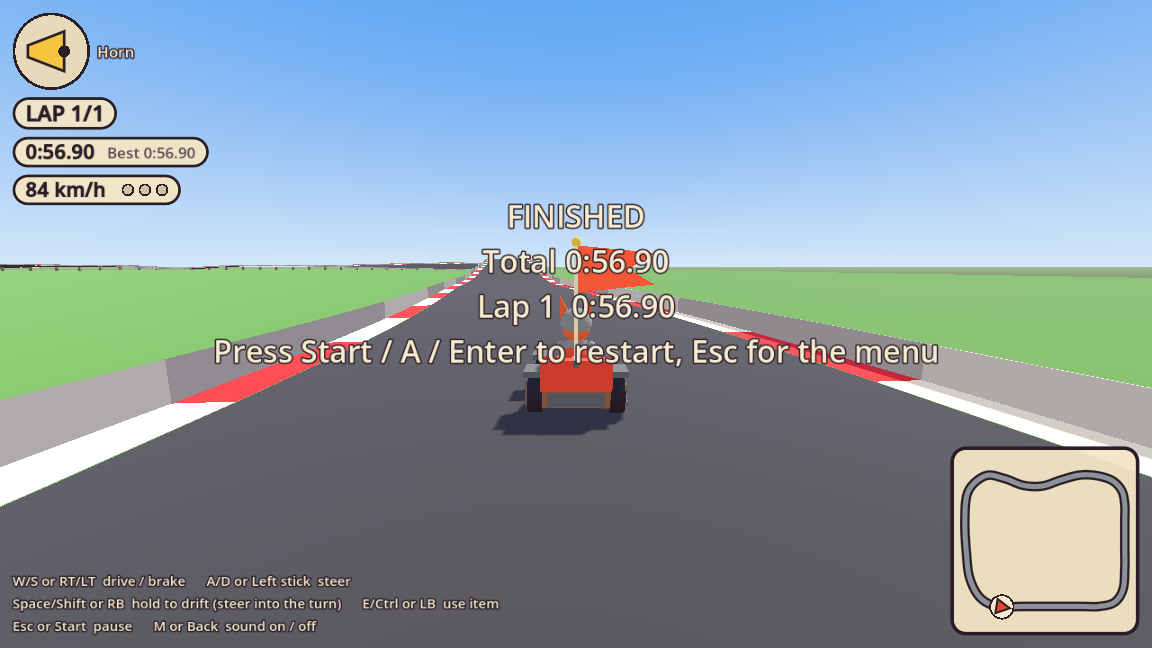 Horn
LAP 1/1
0:56.90 Best 0:56.90
84 km/h
FINISHED
Total 0:56.90
Lap 1 0:56.90
Press Start / A / Enter to restart, Esc for the menu
W/S or RT/LT drive / brake A/D or Left stick steer
Space/Shift or RB hold to drift (steer into the turn) E/Ctrl or LB use item
Esc or Start pause M or Back sound on / off